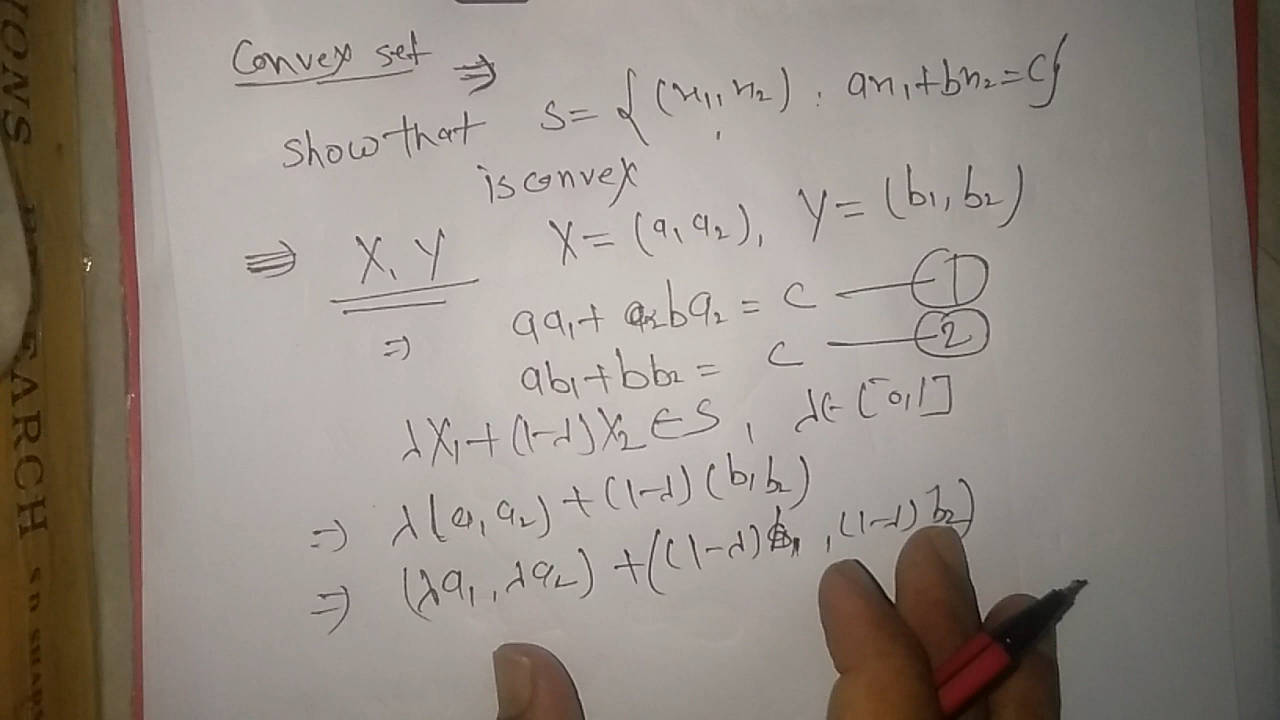 Convex set ⇒
show that S = { (x₁, x₂) : ax₁ + bx₂ = c }
is convex
⇒ X, Y X = (a₁ a₂), Y = (b₁, b₂)
⇒ aa₁ + ba₂ = c — ①
ab₁ + bb₂ = c — ②
λX₁ + (1-λ)X₂ ∈ S, λ ∈ [0,1]
⇒ λ(a₁, a₂) + (1-λ)(b₁ b₂)
⇒ (λa₁, λa₂) + ((1-λ)b₁, (1-λ)b₂)